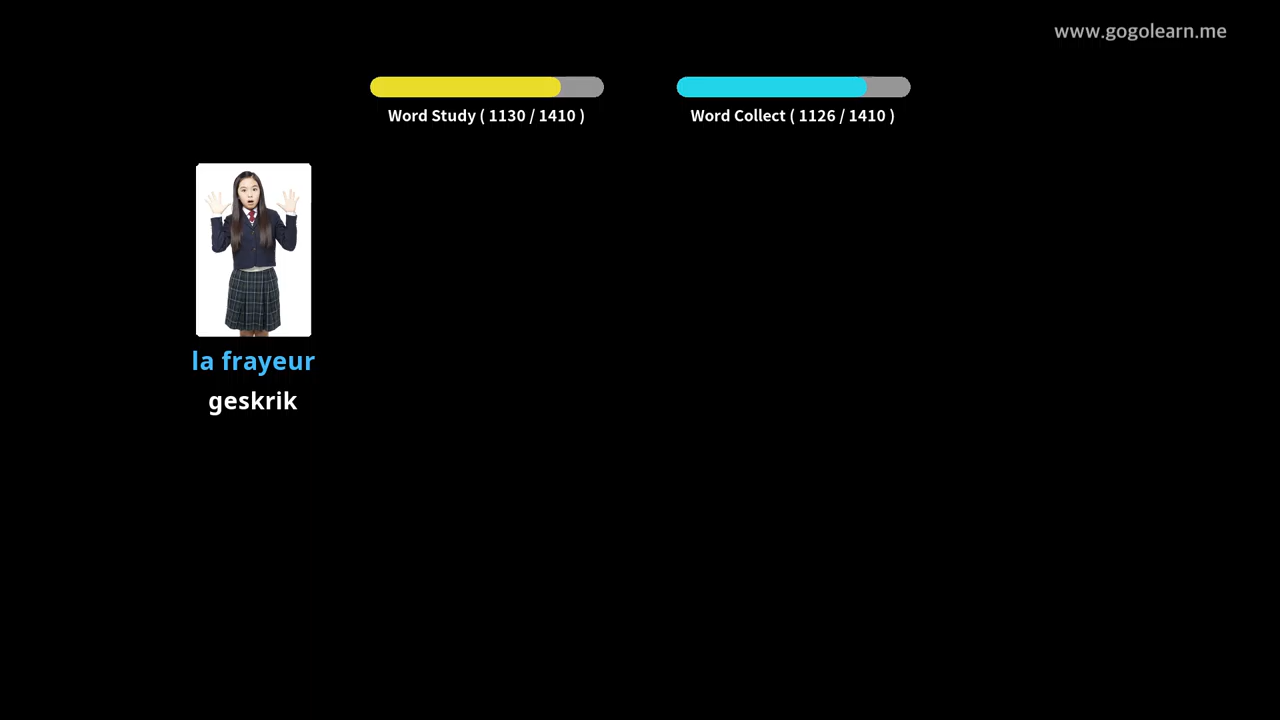 www.gogolearn.me
Word Study ( 1130 / 1410 )
Word Collect ( 1126 / 1410 )
la frayeur
geskrik